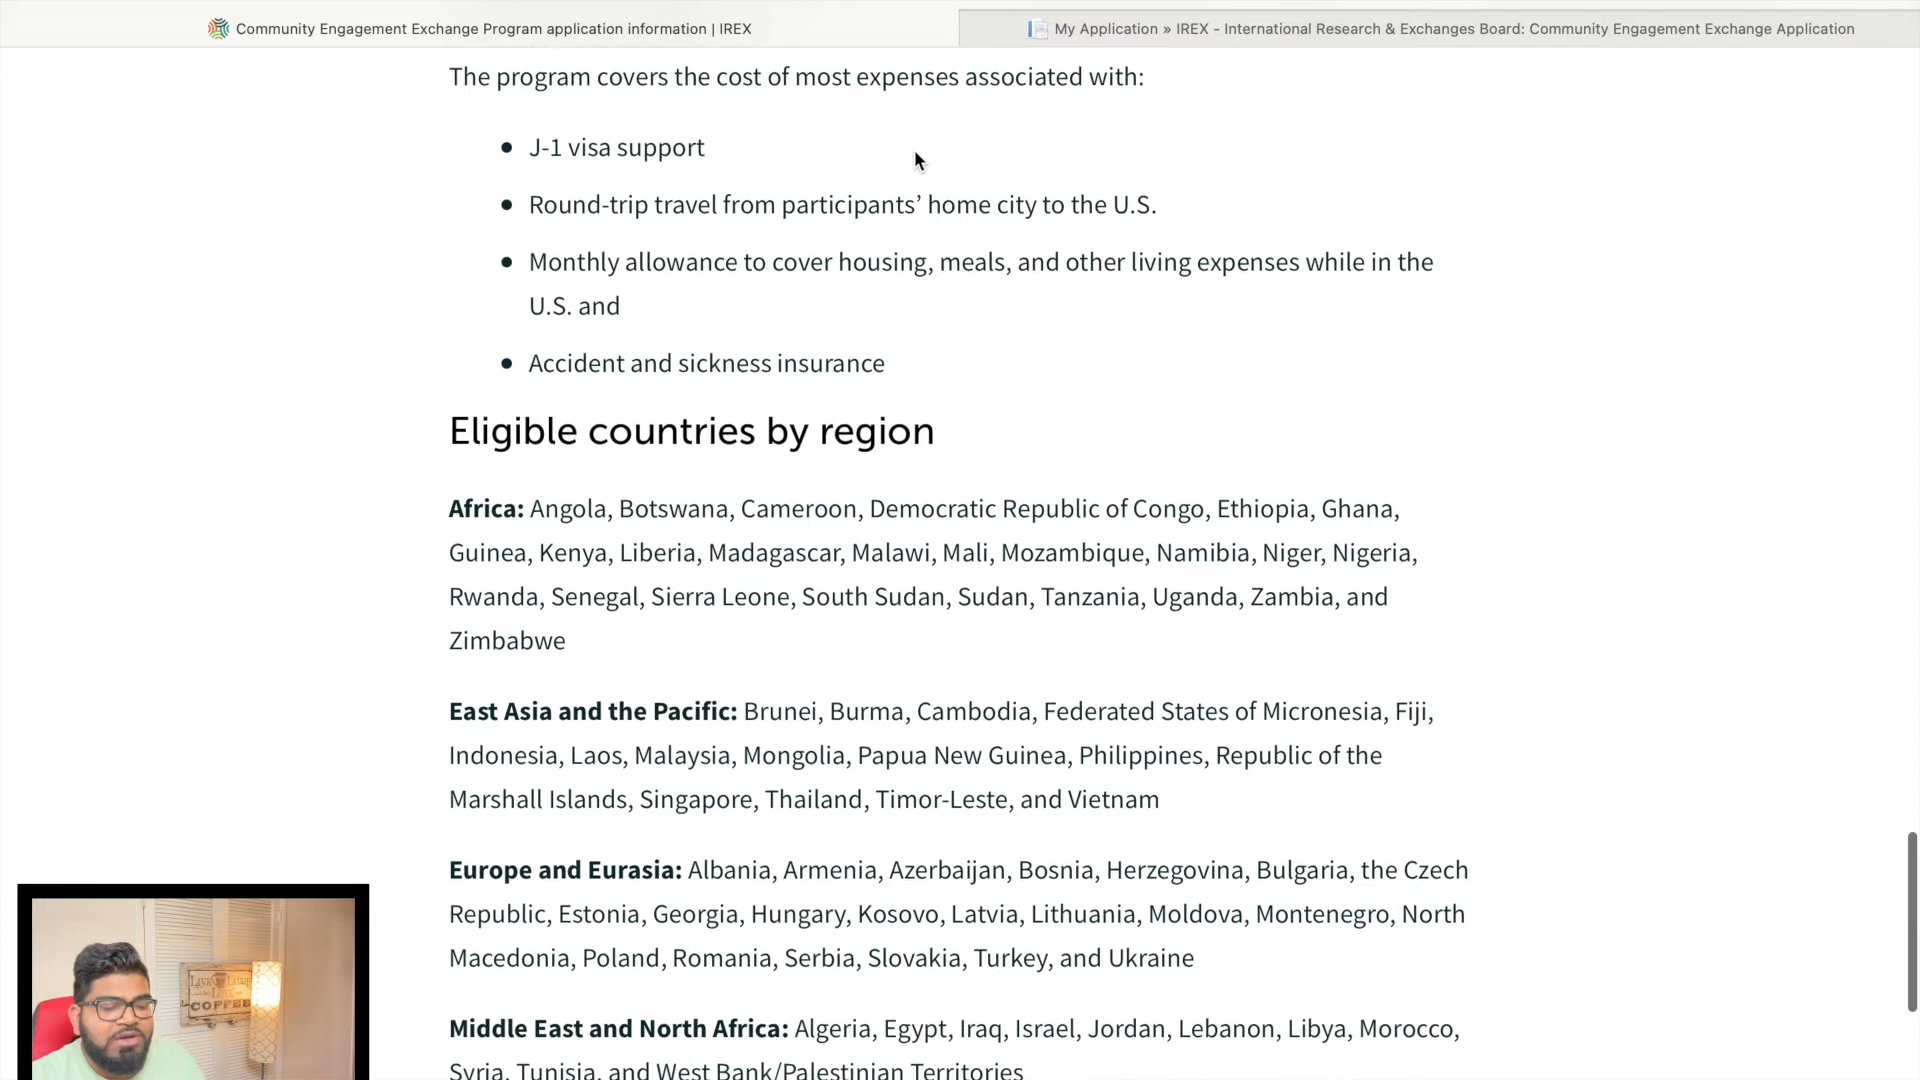 Community Engagement Exchange Program application information | IREX
My Application » IREX - International Research & Exchanges Board: Community Engagement Exchange Application
The program covers the cost of most expenses associated with:
J-1 visa support
Round-trip travel from participants’ home city to the U.S.
Monthly allowance to cover housing, meals, and other living expenses while in the
U.S. and
Accident and sickness insurance
Eligible countries by region
Africa: Angola, Botswana, Cameroon, Democratic Republic of Congo, Ethiopia, Ghana,
Guinea, Kenya, Liberia, Madagascar, Malawi, Mali, Mozambique, Namibia, Niger, Nigeria,
Rwanda, Senegal, Sierra Leone, South Sudan, Sudan, Tanzania, Uganda, Zambia, and
Zimbabwe
East Asia and the Pacific: Brunei, Burma, Cambodia, Federated States of Micronesia, Fiji,
Indonesia, Laos, Malaysia, Mongolia, Papua New Guinea, Philippines, Republic of the
Marshall Islands, Singapore, Thailand, Timor-Leste, and Vietnam
Europe and Eurasia: Albania, Armenia, Azerbaijan, Bosnia, Herzegovina, Bulgaria, the Czech
Republic, Estonia, Georgia, Hungary, Kosovo, Latvia, Lithuania, Moldova, Montenegro, North
Macedonia, Poland, Romania, Serbia, Slovakia, Turkey, and Ukraine
Middle East and North Africa: Algeria, Egypt, Iraq, Israel, Jordan, Lebanon, Libya, Morocco,
Syria, Tunisia, and West Bank/Palestinian Territories
COFFEE